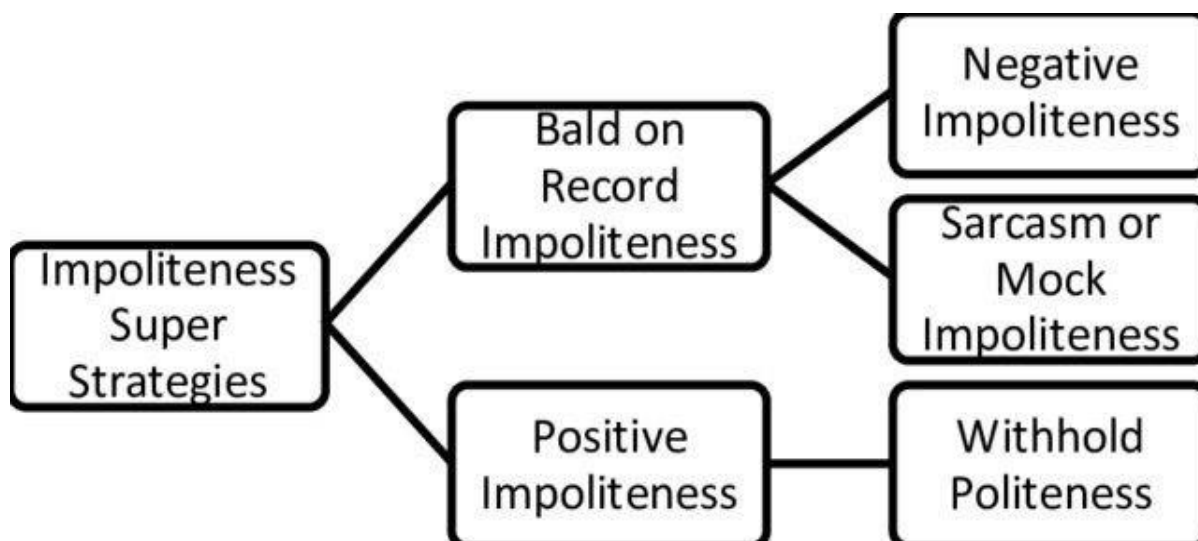 Impoliteness
Super
Strategies
Bald on
Record
Impoliteness
Positive
Impoliteness
Negative
Impoliteness
Sarcasm or
Mock
Impoliteness
Withhold
Politeness